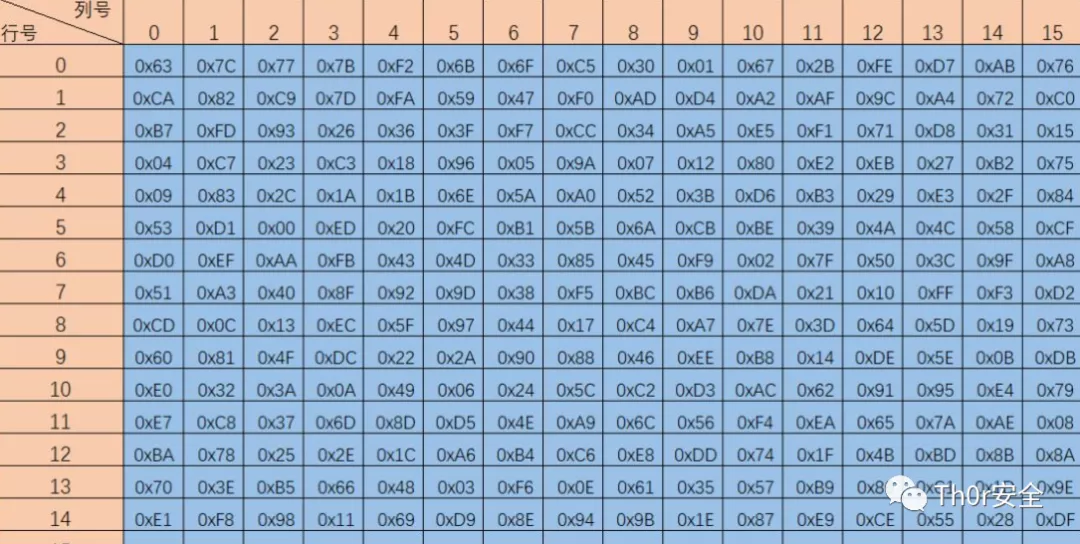 列号
行号 0 1 2 3 4 5 6 7 8 9 10 11 12 13 14 15
0 0x63 0x7C 0x77 0x7B 0xF2 0x6B 0x6F 0xC5 0x30 0x01 0x67 0x2B 0xFE 0xD7 0xAB 0x76
1 0xCA 0x82 0xC9 0x7D 0xFA 0x59 0x47 0xF0 0xAD 0xD4 0xA2 0xAF 0x9C 0xA4 0x72 0xC0
2 0xB7 0xFD 0x93 0x26 0x36 0x3F 0xF7 0xCC 0x34 0xA5 0xE5 0xF1 0x71 0xD8 0x31 0x15
3 0x04 0xC7 0x23 0xC3 0x18 0x96 0x05 0x9A 0x07 0x12 0x80 0xE2 0xEB 0x27 0xB2 0x75
4 0x09 0x83 0x2C 0x1A 0x1B 0x6E 0x5A 0xA0 0x52 0x3B 0xD6 0xB3 0x29 0xE3 0x2F 0x84
5 0x53 0xD1 0x00 0xED 0x20 0xFC 0xB1 0x5B 0x6A 0xCB 0xBE 0x39 0x4A 0x4C 0x58 0xCF
6 0xD0 0xEF 0xAA 0xFB 0x43 0x4D 0x33 0x85 0x45 0xF9 0x02 0x7F 0x50 0x3C 0x9F 0xA8
7 0x51 0xA3 0x40 0x8F 0x92 0x9D 0x38 0xF5 0xBC 0xB6 0xDA 0x21 0x10 0xFF 0xF3 0xD2
8 0xCD 0x0C 0x13 0xEC 0x5F 0x97 0x44 0x17 0xC4 0xA7 0x7E 0x3D 0x64 0x5D 0x19 0x73
9 0x60 0x81 0x4F 0xDC 0x22 0x2A 0x90 0x88 0x46 0xEE 0xB8 0x14 0xDE 0x5E 0x0B 0xDB
10 0xE0 0x32 0x3A 0x0A 0x49 0x06 0x24 0x5C 0xC2 0xD3 0xAC 0x62 0x91 0x95 0xE4 0x79
11 0xE7 0xC8 0x37 0x6D 0x8D 0xD5 0x4E 0xA9 0x6C 0x56 0xF4 0xEA 0x65 0x7A 0xAE 0x08
12 0xBA 0x78 0x25 0x2E 0x1C 0xA6 0xB4 0xC6 0xE8 0xDD 0x74 0x1F 0x4B 0xBD 0x8B 0x8A
13 0x70 0x3E 0xB5 0x66 0x48 0x03 0xF6 0x0E 0x61 0x35 0x57 0xB9 0x9E
Th0r安全
14 0xE1 0xF8 0x98 0x11 0x69 0xD9 0x8E 0x94 0x9B 0x1E 0x87 0xE9 0xCE 0x55 0x28 0xDF